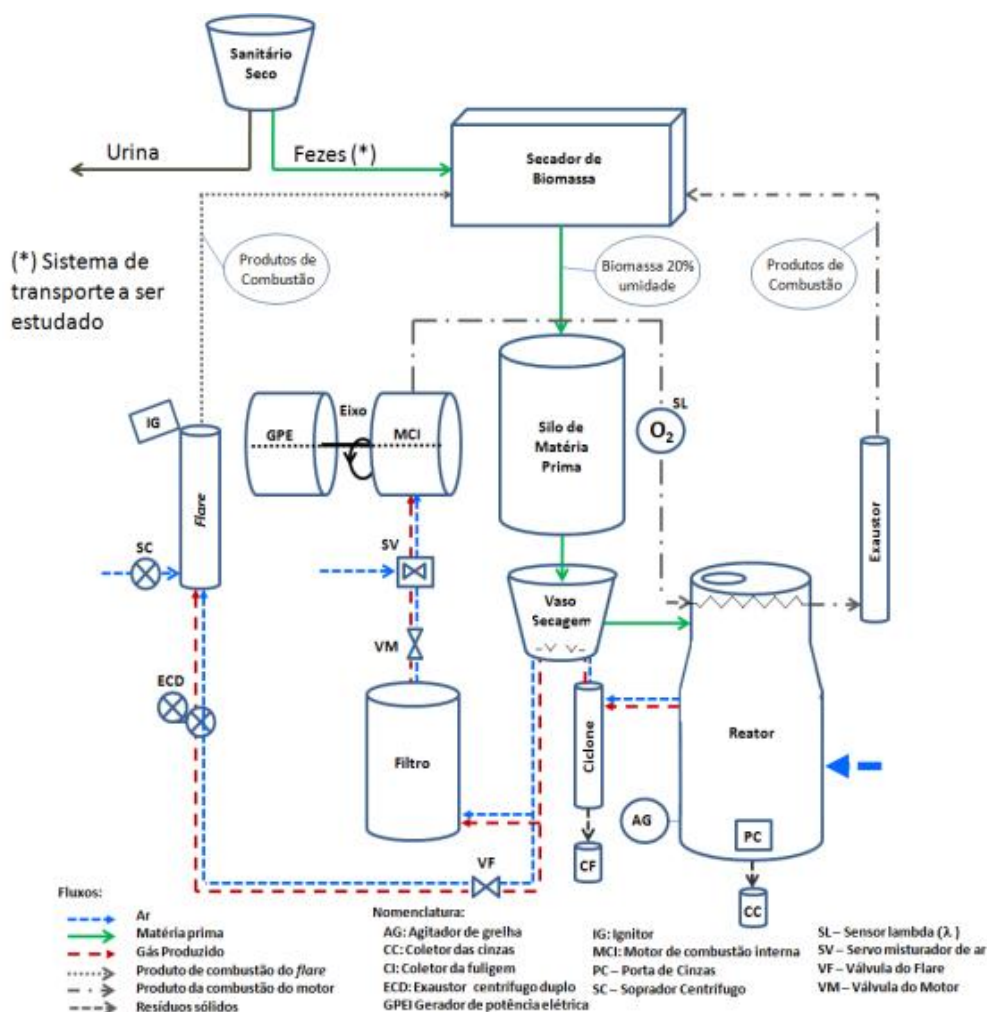 Sanitário
Seco
Urina
Fezes (*)
Secador de
Biomassa
(*) Sistema de
transporte a ser
estudado
Produtos de
Combustão
Biomassa 20%
umidade
Produtos de
Combustão
IG
Flare
SC
ECD
GPE
Eixo
MCI
SV
VM
Filtro
Silo de
Matéria
Prima
SL
O₂
Exaustor
Vaso
Secagem
Ciclone
Reator
AG
PC
CF
CC
VF
Fluxos:
Ar
Matéria prima
Gás Produzido
Produto de combustão do flare
Produto da combustão do motor
Resíduos sólidos
Nomenclatura:
AG: Agitador de grelha
CC: Coletor das cinzas
CI: Coletor da fuligem
ECD: Exaustor centrífugo duplo
GPEI Gerador de potência elétrica
IG: Ignitor
MCI: Motor de combustão interna
PC – Porta de Cinzas
SC – Soprador Centrífugo
SL – Sensor lambda (λ)
SV – Servo misturador de ar
VF – Válvula do Flare
VM – Válvula do Motor